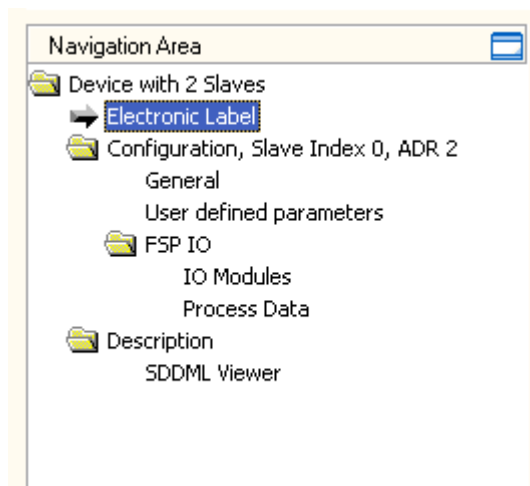 Navigation Area
Device with 2 Slaves
Electronic Label
Configuration, Slave Index 0, ADR 2
General
User defined parameters
FSP IO
IO Modules
Process Data
Description
SDDML Viewer